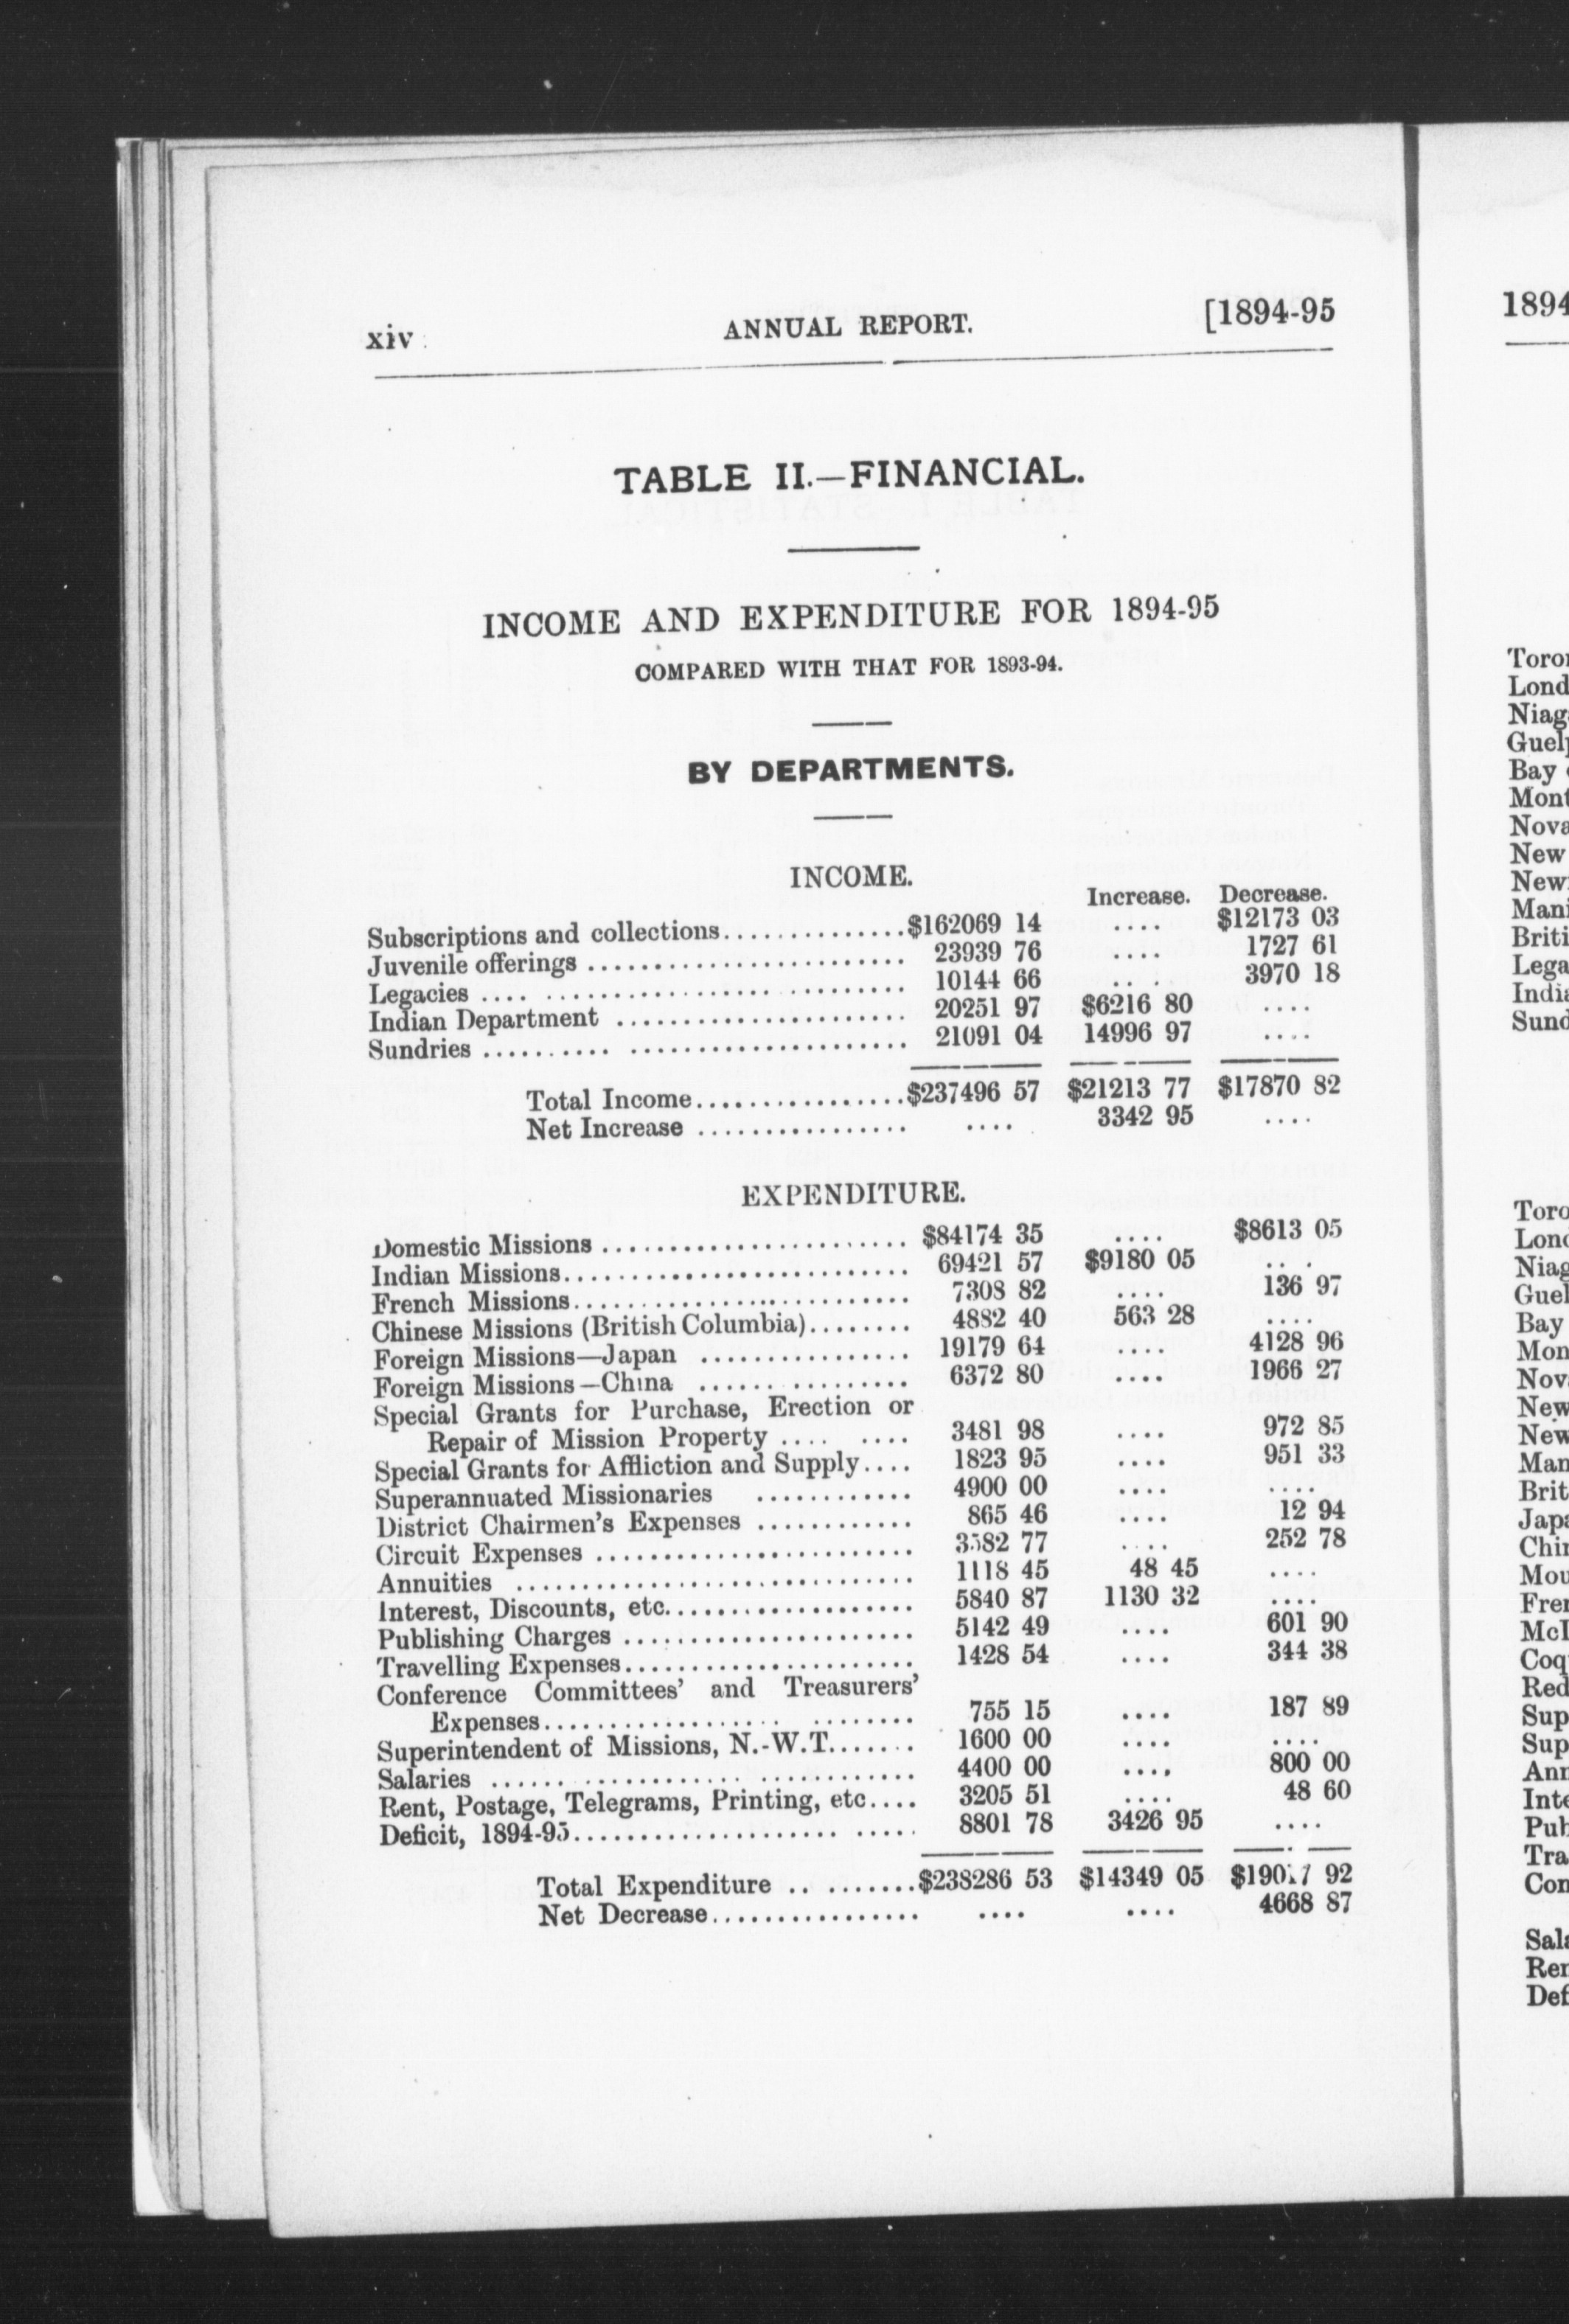 xiv ANNUAL REPORT. [1894-95
TABLE II.—FINANCIAL.
INCOME AND EXPENDITURE FOR 1894-95
COMPARED WITH THAT FOR 1893-94.
BY DEPARTMENTS.
INCOME.
Increase. Decrease.
Subscriptions and collections..............$162069 14 .... $12173 03
Juvenile offerings ........................ 23939 76 .... 1727 61
Legacies .... ........................... 10144 66 .... 3970 18
Indian Department ...................... 20251 97 $6216 80 ....
Sundries .......... ..................... 21091 04 14996 97 ....
Total Income................$237496 57 $21213 77 $17870 82
Net Increase ................ .... 3342 95 ....
EXPENDITURE.
Domestic Missions ....................... $84174 35 .... $8613 05
Indian Missions.......................... 69421 57 $9180 05 ....
French Missions.......................... 7308 82 .... 136 97
Chinese Missions (British Columbia)........ 4882 40 563 28 ....
Foreign Missions—Japan ................ 19179 64 .... 4128 96
Foreign Missions—China ................ 6372 80 .... 1966 27
Special Grants for Purchase, Erection or
Repair of Mission Property .... .... 3481 98 .... 972 85
Special Grants for Affliction and Supply.... 1823 95 .... 951 33
Superannuated Missionaries ............ 4900 00 .... ....
District Chairmen's Expenses ............ 865 46 .... 12 94
Circuit Expenses ........................ 3582 77 .... 252 78
Annuities .............................. 1118 45 48 45 ....
Interest, Discounts, etc................... 5840 87 1130 32 ....
Publishing Charges ...................... 5142 49 .... 601 90
Travelling Expenses...................... 1428 54 .... 344 38
Conference Committees' and Treasurers'
Expenses.................. ........ 755 15 .... 187 89
Superintendent of Missions, N.-W.T....... 1600 00 .... ....
Salaries ...... ............ ............ 4400 00 .... 800 00
Rent, Postage, Telegrams, Printing, etc.... 3205 51 .... 48 60
Deficit, 1894-95.................... ..... 8801 78 3426 95 ....
Total Expenditure .. .......$238286 53 $14349 05 $19017 92
Net Decrease................ .... .... 4668 87
1894
Toro
Lond
Niag
Guel
Bay
Mont
Nova
New
New
Mani
Briti
Lega
India
Sund
Toro
Lond
Niag
Guel
Bay
Mon
Nov
New
New
Man
Brit
Japa
Chin
Mou
Fren
McI
Coq
Red
Sup
Sup
Ann
Inte
Pub
Tra
Con
Sala
Ren
Def